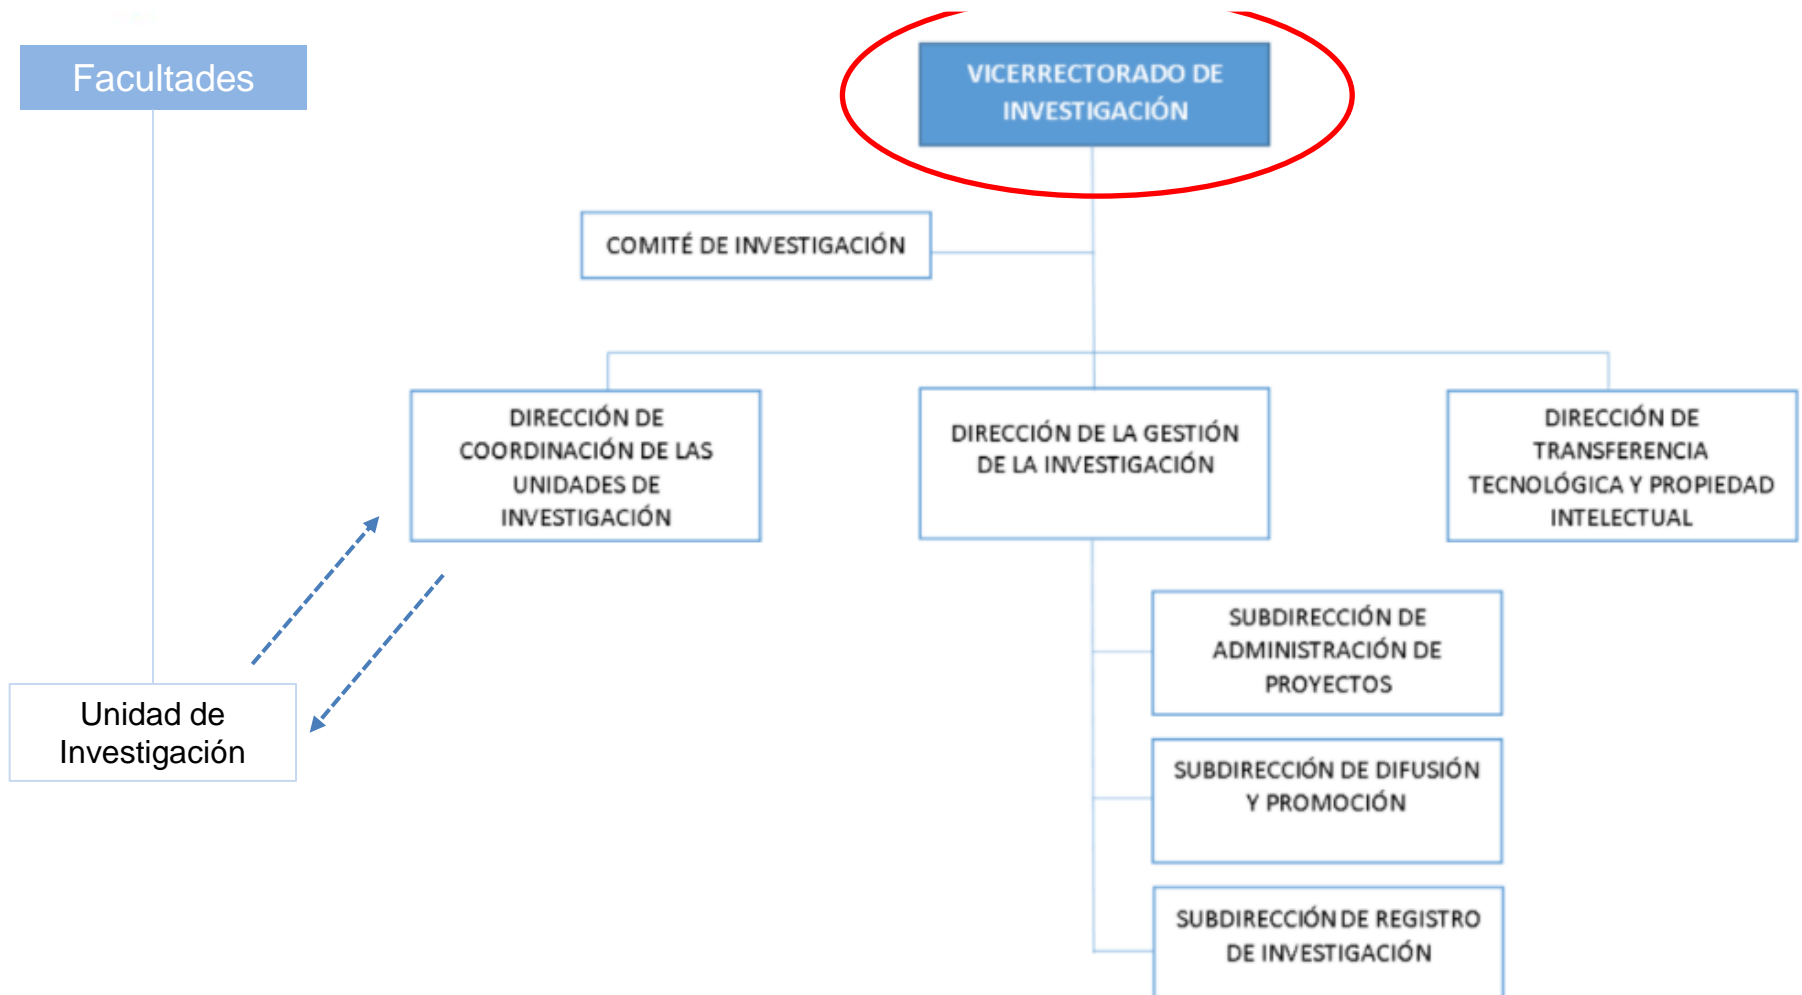 Facultades
VICERRECTORADO DE
INVESTIGACIÓN
COMITÉ DE INVESTIGACIÓN
DIRECCIÓN DE
COORDINACIÓN DE LAS
UNIDADES DE
INVESTIGACIÓN
DIRECCIÓN DE LA GESTIÓN
DE LA INVESTIGACIÓN
DIRECCIÓN DE
TRANSFERENCIA
TECNOLÓGICA Y PROPIEDAD
INTELECTUAL
SUBDIRECCIÓN DE
ADMINISTRACIÓN DE
PROYECTOS
Unidad de
Investigación
SUBDIRECCIÓN DE DIFUSIÓN
Y PROMOCIÓN
SUBDIRECCIÓN DE REGISTRO
DE INVESTIGACIÓN